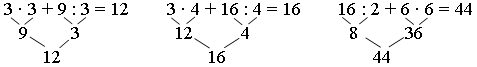 3 · 3 + 9 : 3 = 12 3 · 4 + 16 : 4 = 16 16 : 2 + 6 · 6 = 44
9 3 12 4 8 36
12 16 44